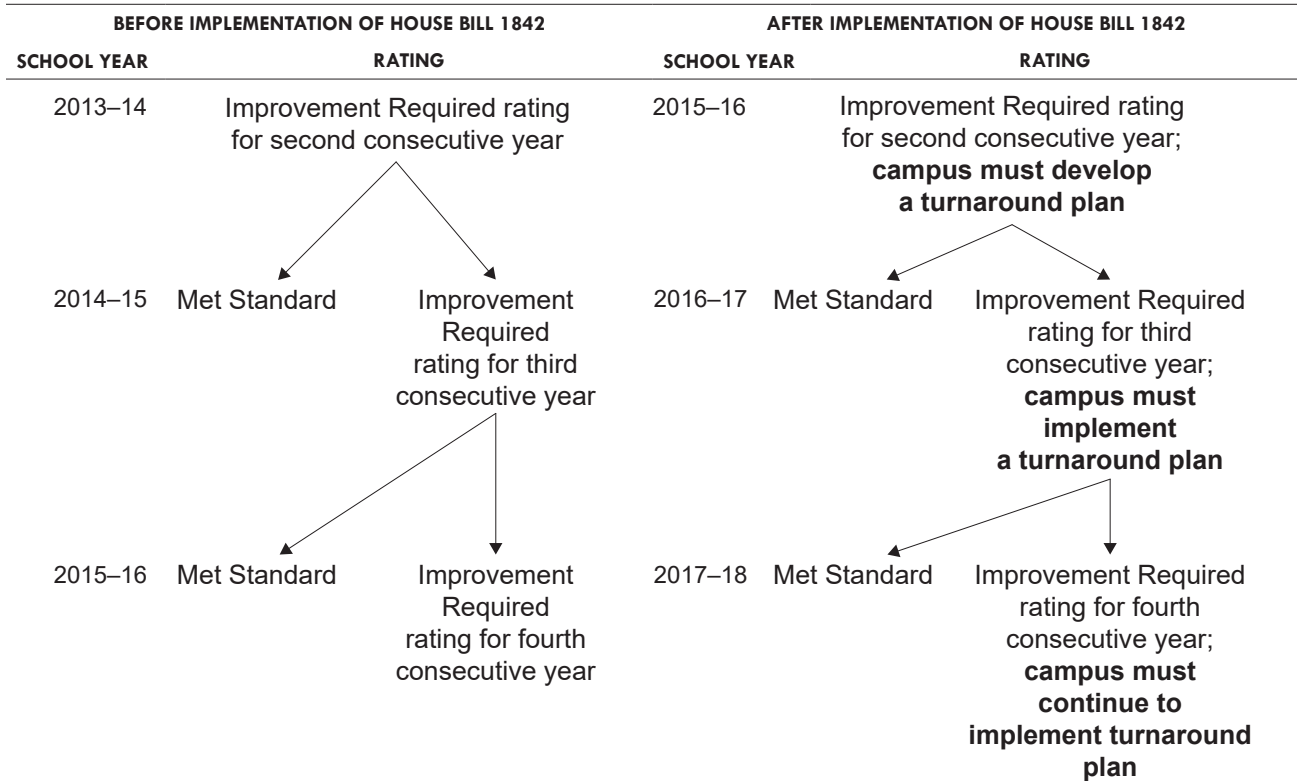 BEFORE IMPLEMENTATION OF HOUSE BILL 1842
SCHOOL YEAR RATING
2013–14
Improvement Required rating
for second consecutive year
2014–15
Met Standard
Improvement
Required
rating for third
consecutive year
2015–16
Met Standard
Improvement
Required
rating for fourth
consecutive year
AFTER IMPLEMENTATION OF HOUSE BILL 1842
SCHOOL YEAR RATING
2015–16
Improvement Required rating
for second consecutive year;
campus must develop
a turnaround plan
2016–17
Met Standard
Improvement Required
rating for third
consecutive year;
campus must
implement
a turnaround plan
2017–18
Met Standard
Improvement Required
rating for fourth
consecutive year;
campus must
continue to
implement turnaround
plan